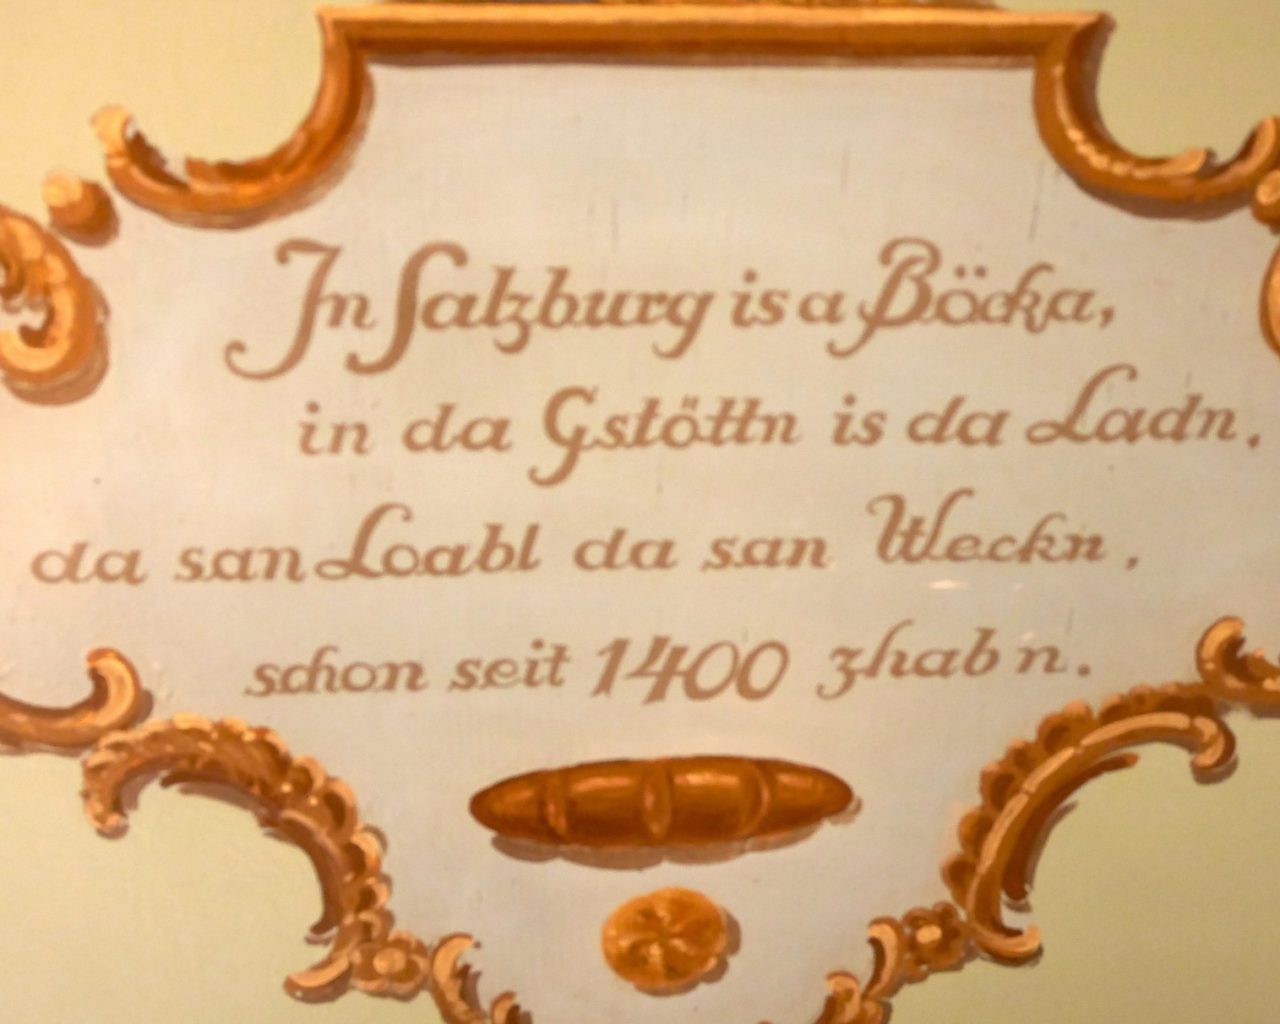 In Salzburg is a Böcka,
in da Gstöttn is da Ladn.
da san Loabl da san Weckn,
schon seit 1400 zhabn.